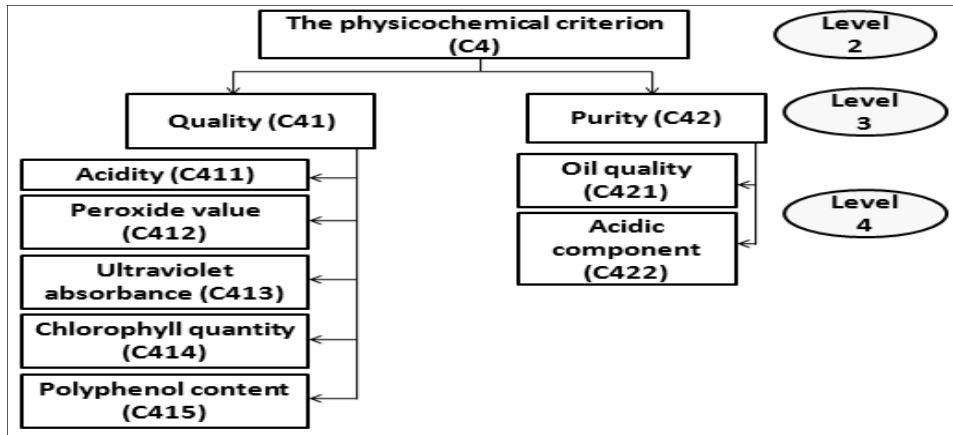 The physicochemical criterion
(C4)
Level
2
Quality (C41)
Purity (C42)
Level
3
Acidity (C411)
Peroxide value
(C412)
Ultraviolet
absorbance (C413)
Chlorophyll quantity
(C414)
Polyphenol content
(C415)
Oil quality
(C421)
Acidic
component
(C422)
Level
4